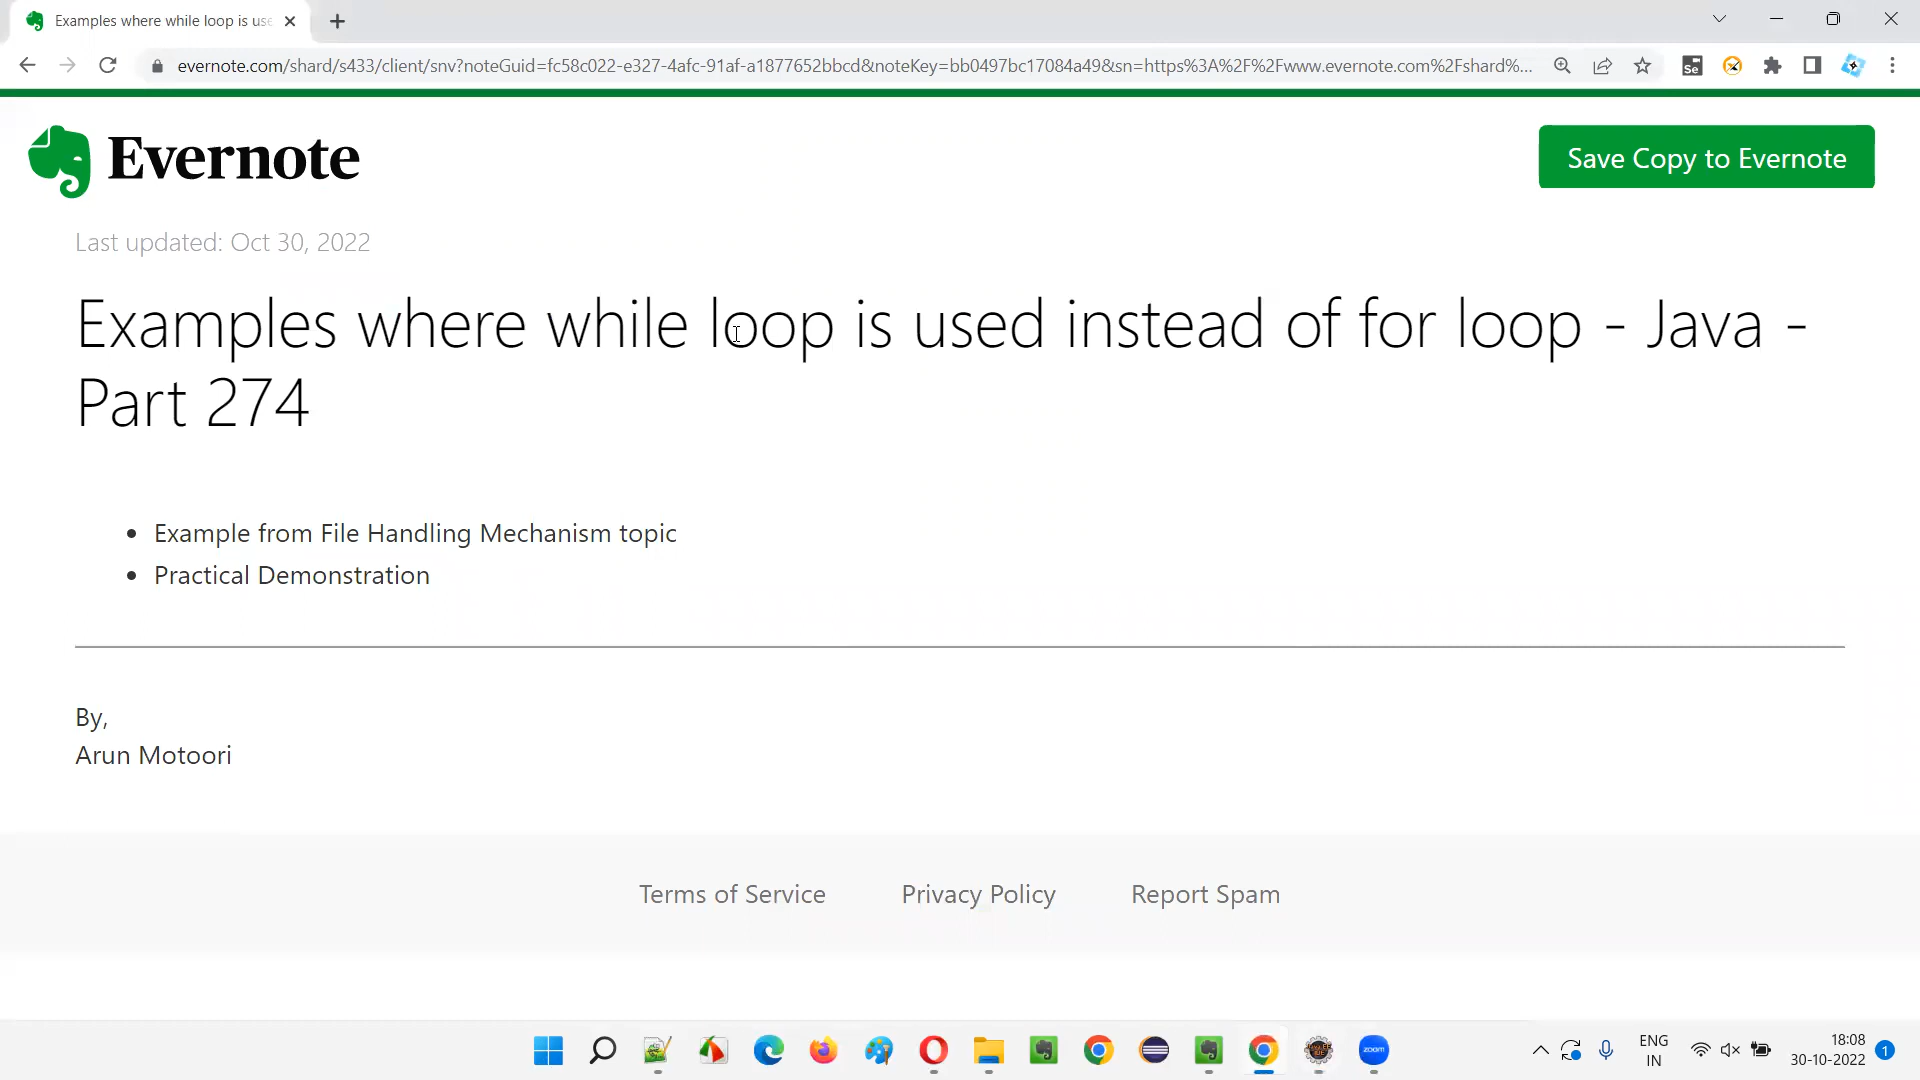 Examples where while loop is use
evernote.com/shard/s433/client/snv?noteGuid=fc58c022-e327-4afc-91af-a1877652bbcd&noteKey=bb0497bc17084a49&sn=https%3A%2F%2Fwww.evernote.com%2Fshard%...
Se
Evernote
Save Copy to Evernote
Last updated: Oct 30, 2022
Examples where while loop is used instead of for loop - Java -
Part 274
• Example from File Handling Mechanism topic
• Practical Demonstration
By,
Arun Motoori
Terms of Service Privacy Policy Report Spam
zoom
ENG
IN
18:08
30-10-2022
1